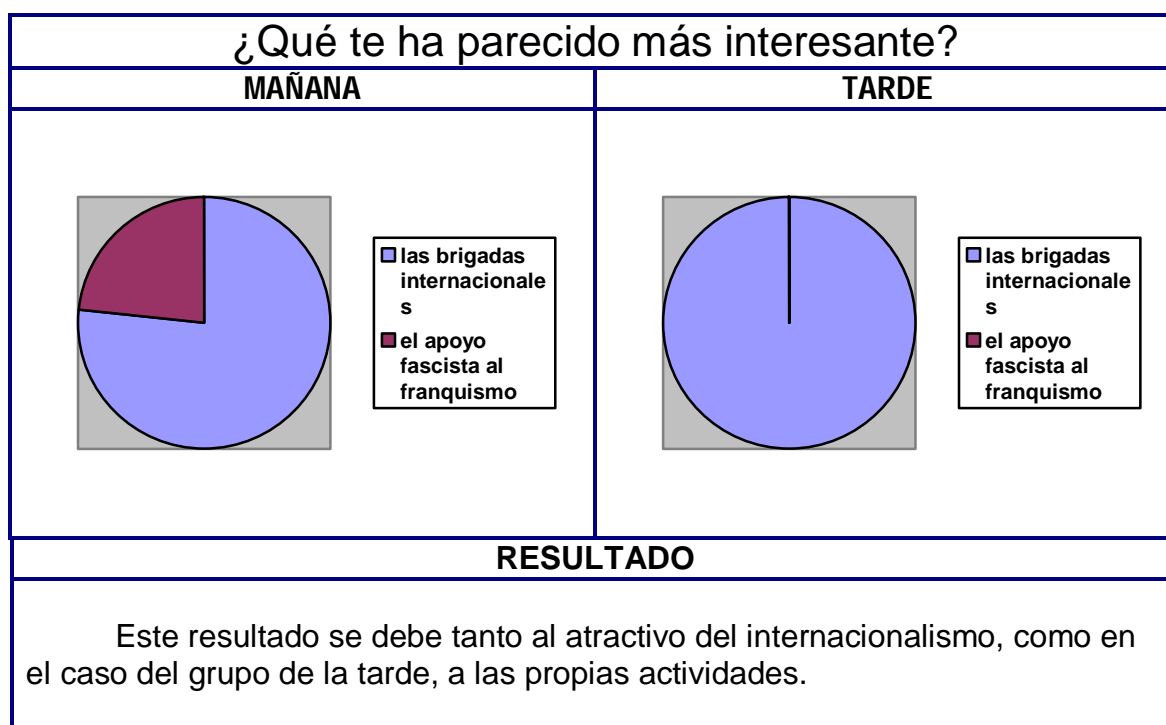 ¿Qué te ha parecido más interesante?
MAÑANA
TARDE
las brigadas
internacionale
s
el apoyo
fascista al
franquismo
las brigadas
internacionale
s
el apoyo
fascista al
franquismo
RESULTADO
Este resultado se debe tanto al atractivo del internacionalismo, como en
el caso del grupo de la tarde, a las propias actividades.